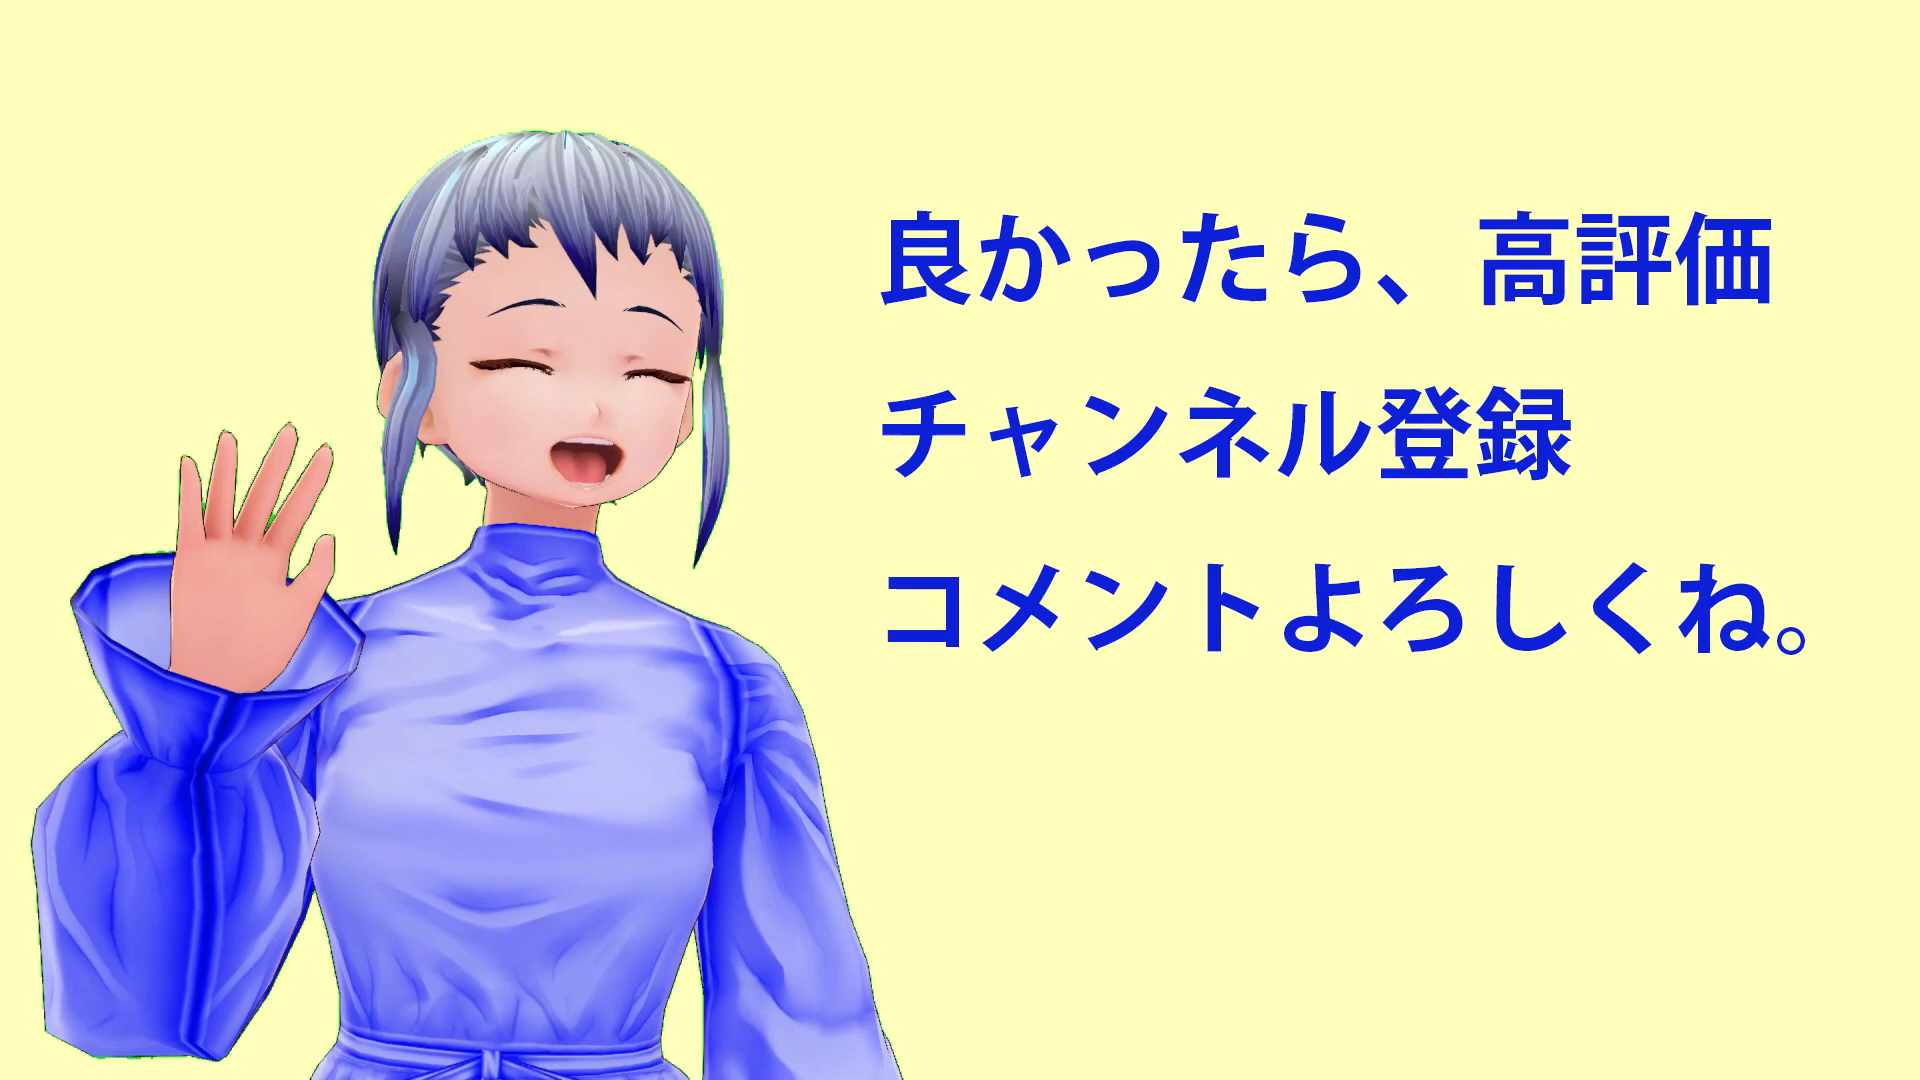 良かったら、高評価
チャンネル登録
コメントよろしくね。